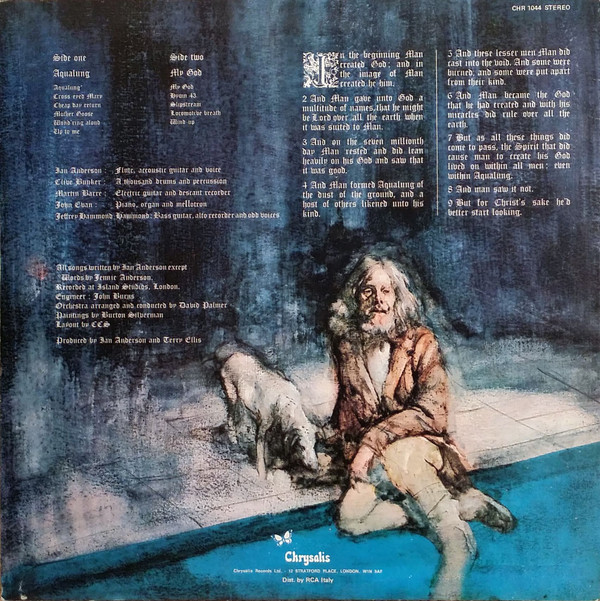 CHR 1044 STEREO
Side one
Aqualung
Aqualung
Cross eyed Mary
Cheap day return
Mother Goose
Wond'ring aloud
Up to me
Side two
My God
My God
Hymn 43
Slipstream
Locomotive breath
Wind-up
Ian Anderson : Flute, accoustic guitar and voice
Clive Bunker : A thousand drums and percussion
Martin Barre : Electric guitar and descant recorder
John Evan : Piano, organ and mellotron
Jeffrey Hammond-Hammond : Bass guitar, alto recorder and odd voices
All songs written by Ian Anderson except
Words by Jennie Anderson.
Recorded at Island Studios, London.
Engineer : John Burns
Orchestra arranged and conducted by David Palmer
Paintings by Burton Silverman
Layout by CCS
Produced by Ian Anderson and Terry Ellis
In the beginning Man
created God; and in
the image of Man
created he him.
2 And Man gave unto God a
multitude of names, that he might
be Lord over all the earth when
it was suited to Man.
3 And on the seven millionth
day Man rested and did lean
heavily on his God and saw that
it was good.
4 And Man formed Aqualung of
the dust of the ground, and a
host of others likened unto his
kind.
5 And these lesser men Man did
cast into the void. And some were
burned; and some were put apart
from their kind.
6 And Man became the God
that he had created and with his
miracles did rule over all the
earth.
7 But as all these things did
come to pass, the Spirit that did
cause man to create his God
lived on within all men: even
within Aqualung.
8 And man saw it not.
9 But for Christ's sake he'd
better start looking.
Chrysalis
Chrysalis Records Ltd. - 12 STRATFORD PLACE, LONDON, W1N 9AF
Dist. by RCA Italy